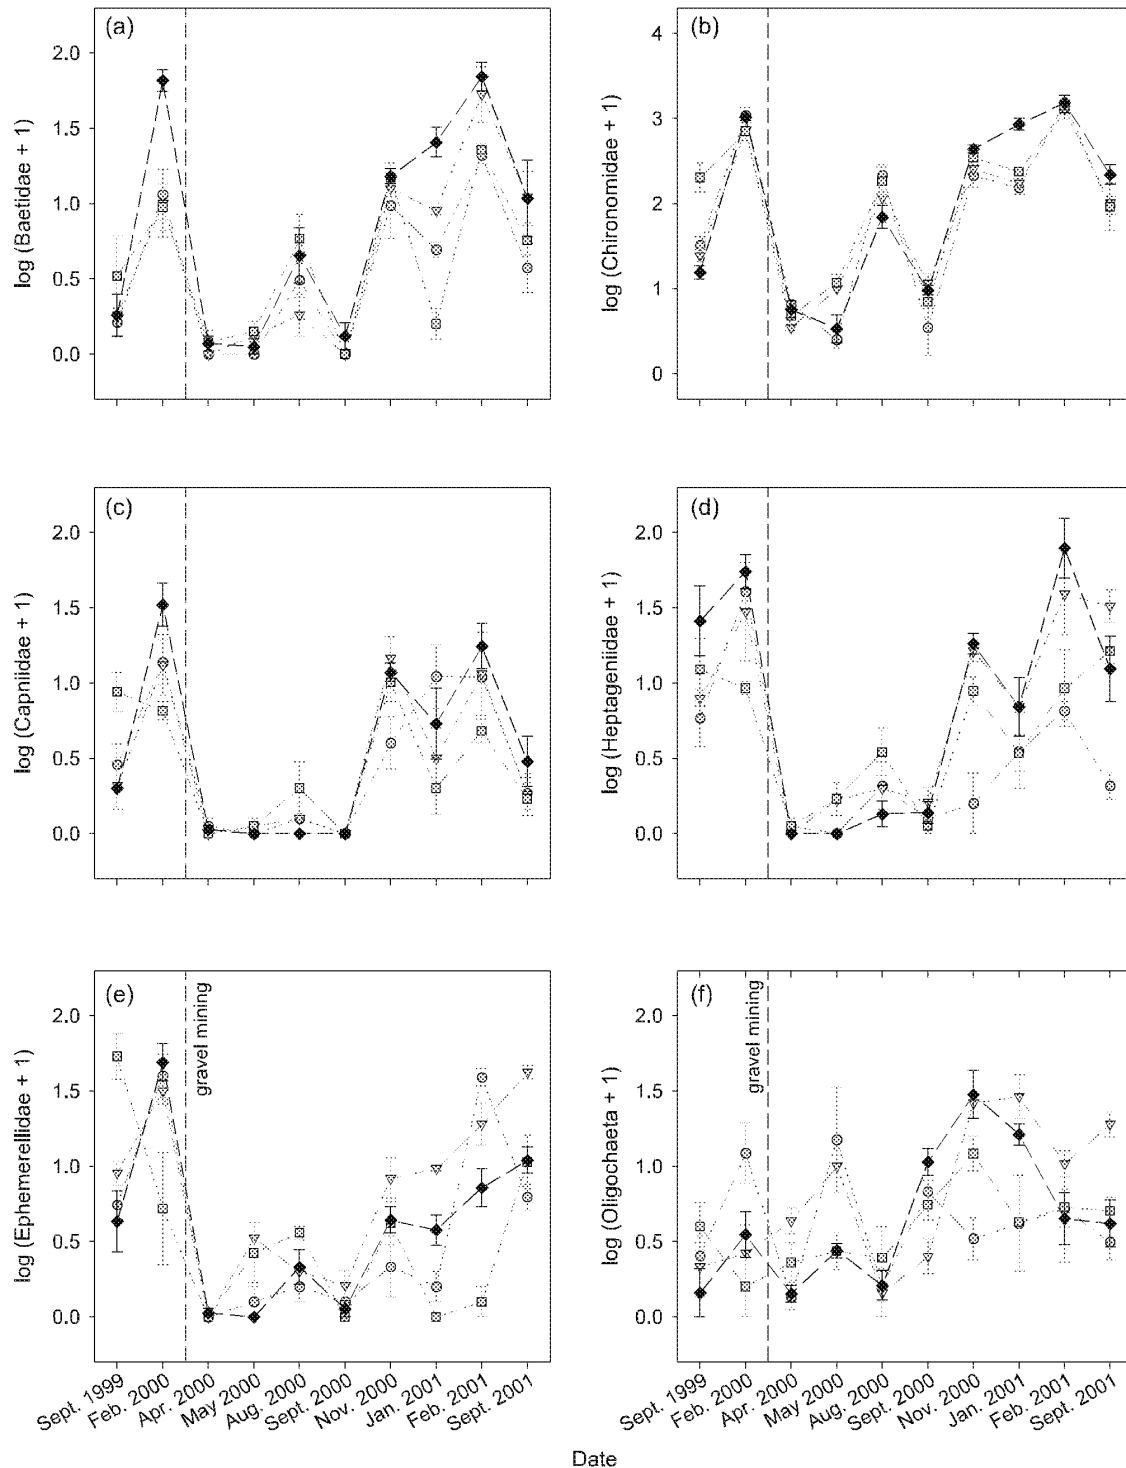 (a)
2.0
1.5
1.0
0.5
0.0
log (Baetidae + 1)
(b)
4
3
2
1
0
log (Chironomidae + 1)
(c)
2.0
1.5
1.0
0.5
0.0
log (Capniidae + 1)
(d)
2.0
1.5
1.0
0.5
0.0
log (Heptageniidae + 1)
(e)
2.0
1.5
1.0
0.5
0.0
log (Ephemerellidae + 1)
gravel mining
Sept. 1999
Feb. 2000
Apr. 2000
May 2000
Aug. 2000
Sept. 2000
Nov. 2000
Jan. 2001
Feb. 2001
Sept. 2001
(f)
2.0
1.5
1.0
0.5
0.0
log (Oligochaeta + 1)
gravel mining
Sept. 1999
Feb. 2000
Apr. 2000
May 2000
Aug. 2000
Sept. 2000
Nov. 2000
Jan. 2001
Feb. 2001
Sept. 2001
Date